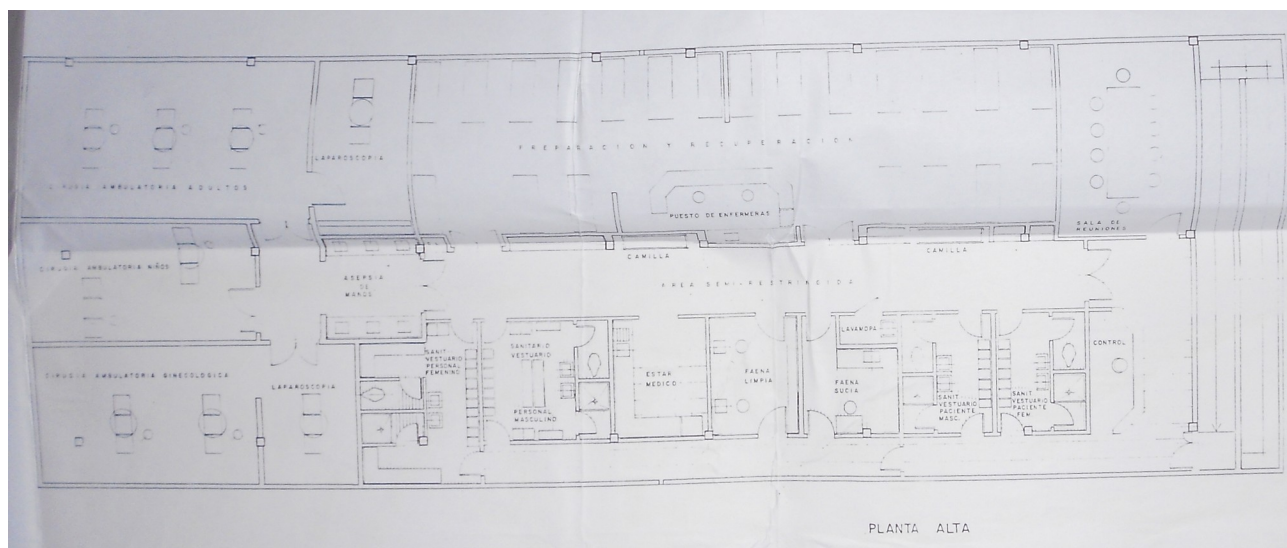 PREPARACION Y RECUPERACION
LAPAROSCOPIA
CIRUGIA AMBULATORIA ADULTOS
PUESTO DE ENFERMERAS
SALA DE
REUNIONES
CIRUGIA AMBULATORIA NIÑOS
ASEPSIA
DE
MANOS
CAMILLA
CAMILLA
AREA SEMI-RESTRINGIDA
LAVAMOPA
SANIT.
VESTUARIO
PERSONAL
FEMENINO
SANITARIO
VESTUARIO
PERSONAL
MASCULINO
ESTAR
MEDICO
FAENA
LIMPIA
FAENA
SUCIA
SANIT.
VESTUARIO
PACIENTE
MASC.
SANIT.
VESTUARIO
PACIENTE
FEM.
CONTROL
CIRUGIA AMBULATORIA GINECOLOGICA
LAPAROSCOPIA
PLANTA ALTA